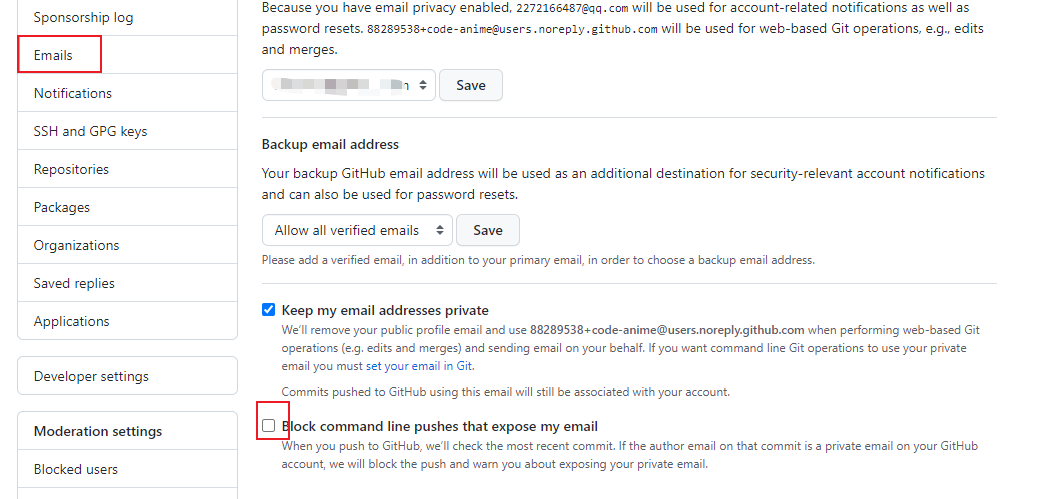 Sponsorship log
Emails
Notifications
SSH and GPG keys
Repositories
Packages
Organizations
Saved replies
Applications
Developer settings
Moderation settings
Blocked users
Because you have email privacy enabled, 2272166487@qq.com will be used for account-related notifications as well as
password resets. 88289538+code-anime@users.noreply.github.com will be used for web-based Git operations, e.g., edits
and merges.
Save
Backup email address
Your backup GitHub email address will be used as an additional destination for security-relevant account notifications
and can also be used for password resets.
Allow all verified emails Save
Please add a verified email, in addition to your primary email, in order to choose a backup email address.
Keep my email addresses private
We'll remove your public profile email and use 88289538+code-anime@users.noreply.github.com when performing web-based Git
operations (e.g. edits and merges) and sending email on your behalf. If you want command line Git operations to use your private
email you must set your email in Git.
Commits pushed to GitHub using this email will still be associated with your account.
Block command line pushes that expose my email
When you push to GitHub, we'll check the most recent commit. If the author email on that commit is a private email on your GitHub
account, we will block the push and warn you about exposing your private email.